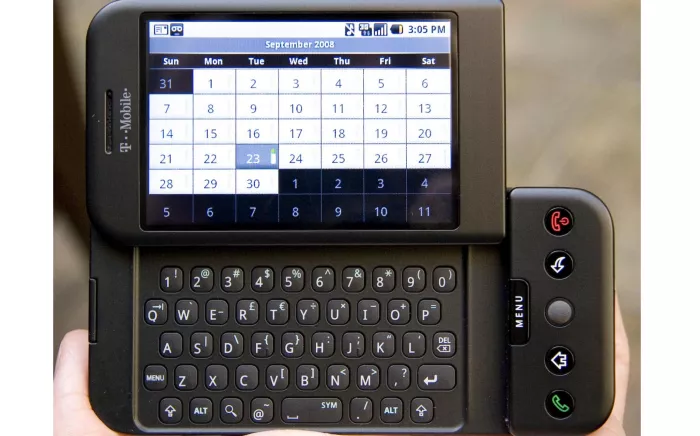 3:05 PM
September 2008
Sun Mon Tue Wed Thu Fri Sat
31 1 2 3 4 5 6
7 8 9 10 11 12 13
14 15 16 17 18 19 20
21 22 23 24 25 26 27
28 29 30 1 2 3 4
5 6 7 8 9 10 11
T··Mobile·
1! 2@ 3# 4$ 5% 6^ 7& 8* 9( 0)
Q W E_ R£ T€ Y÷ U× I- O+ P=
A S| D\ F{ G} H: J; K“ L‘ DEL
MENU Z X C V[ B] N< M> ,?
ALT @~ SYM ./ ALT
MENU